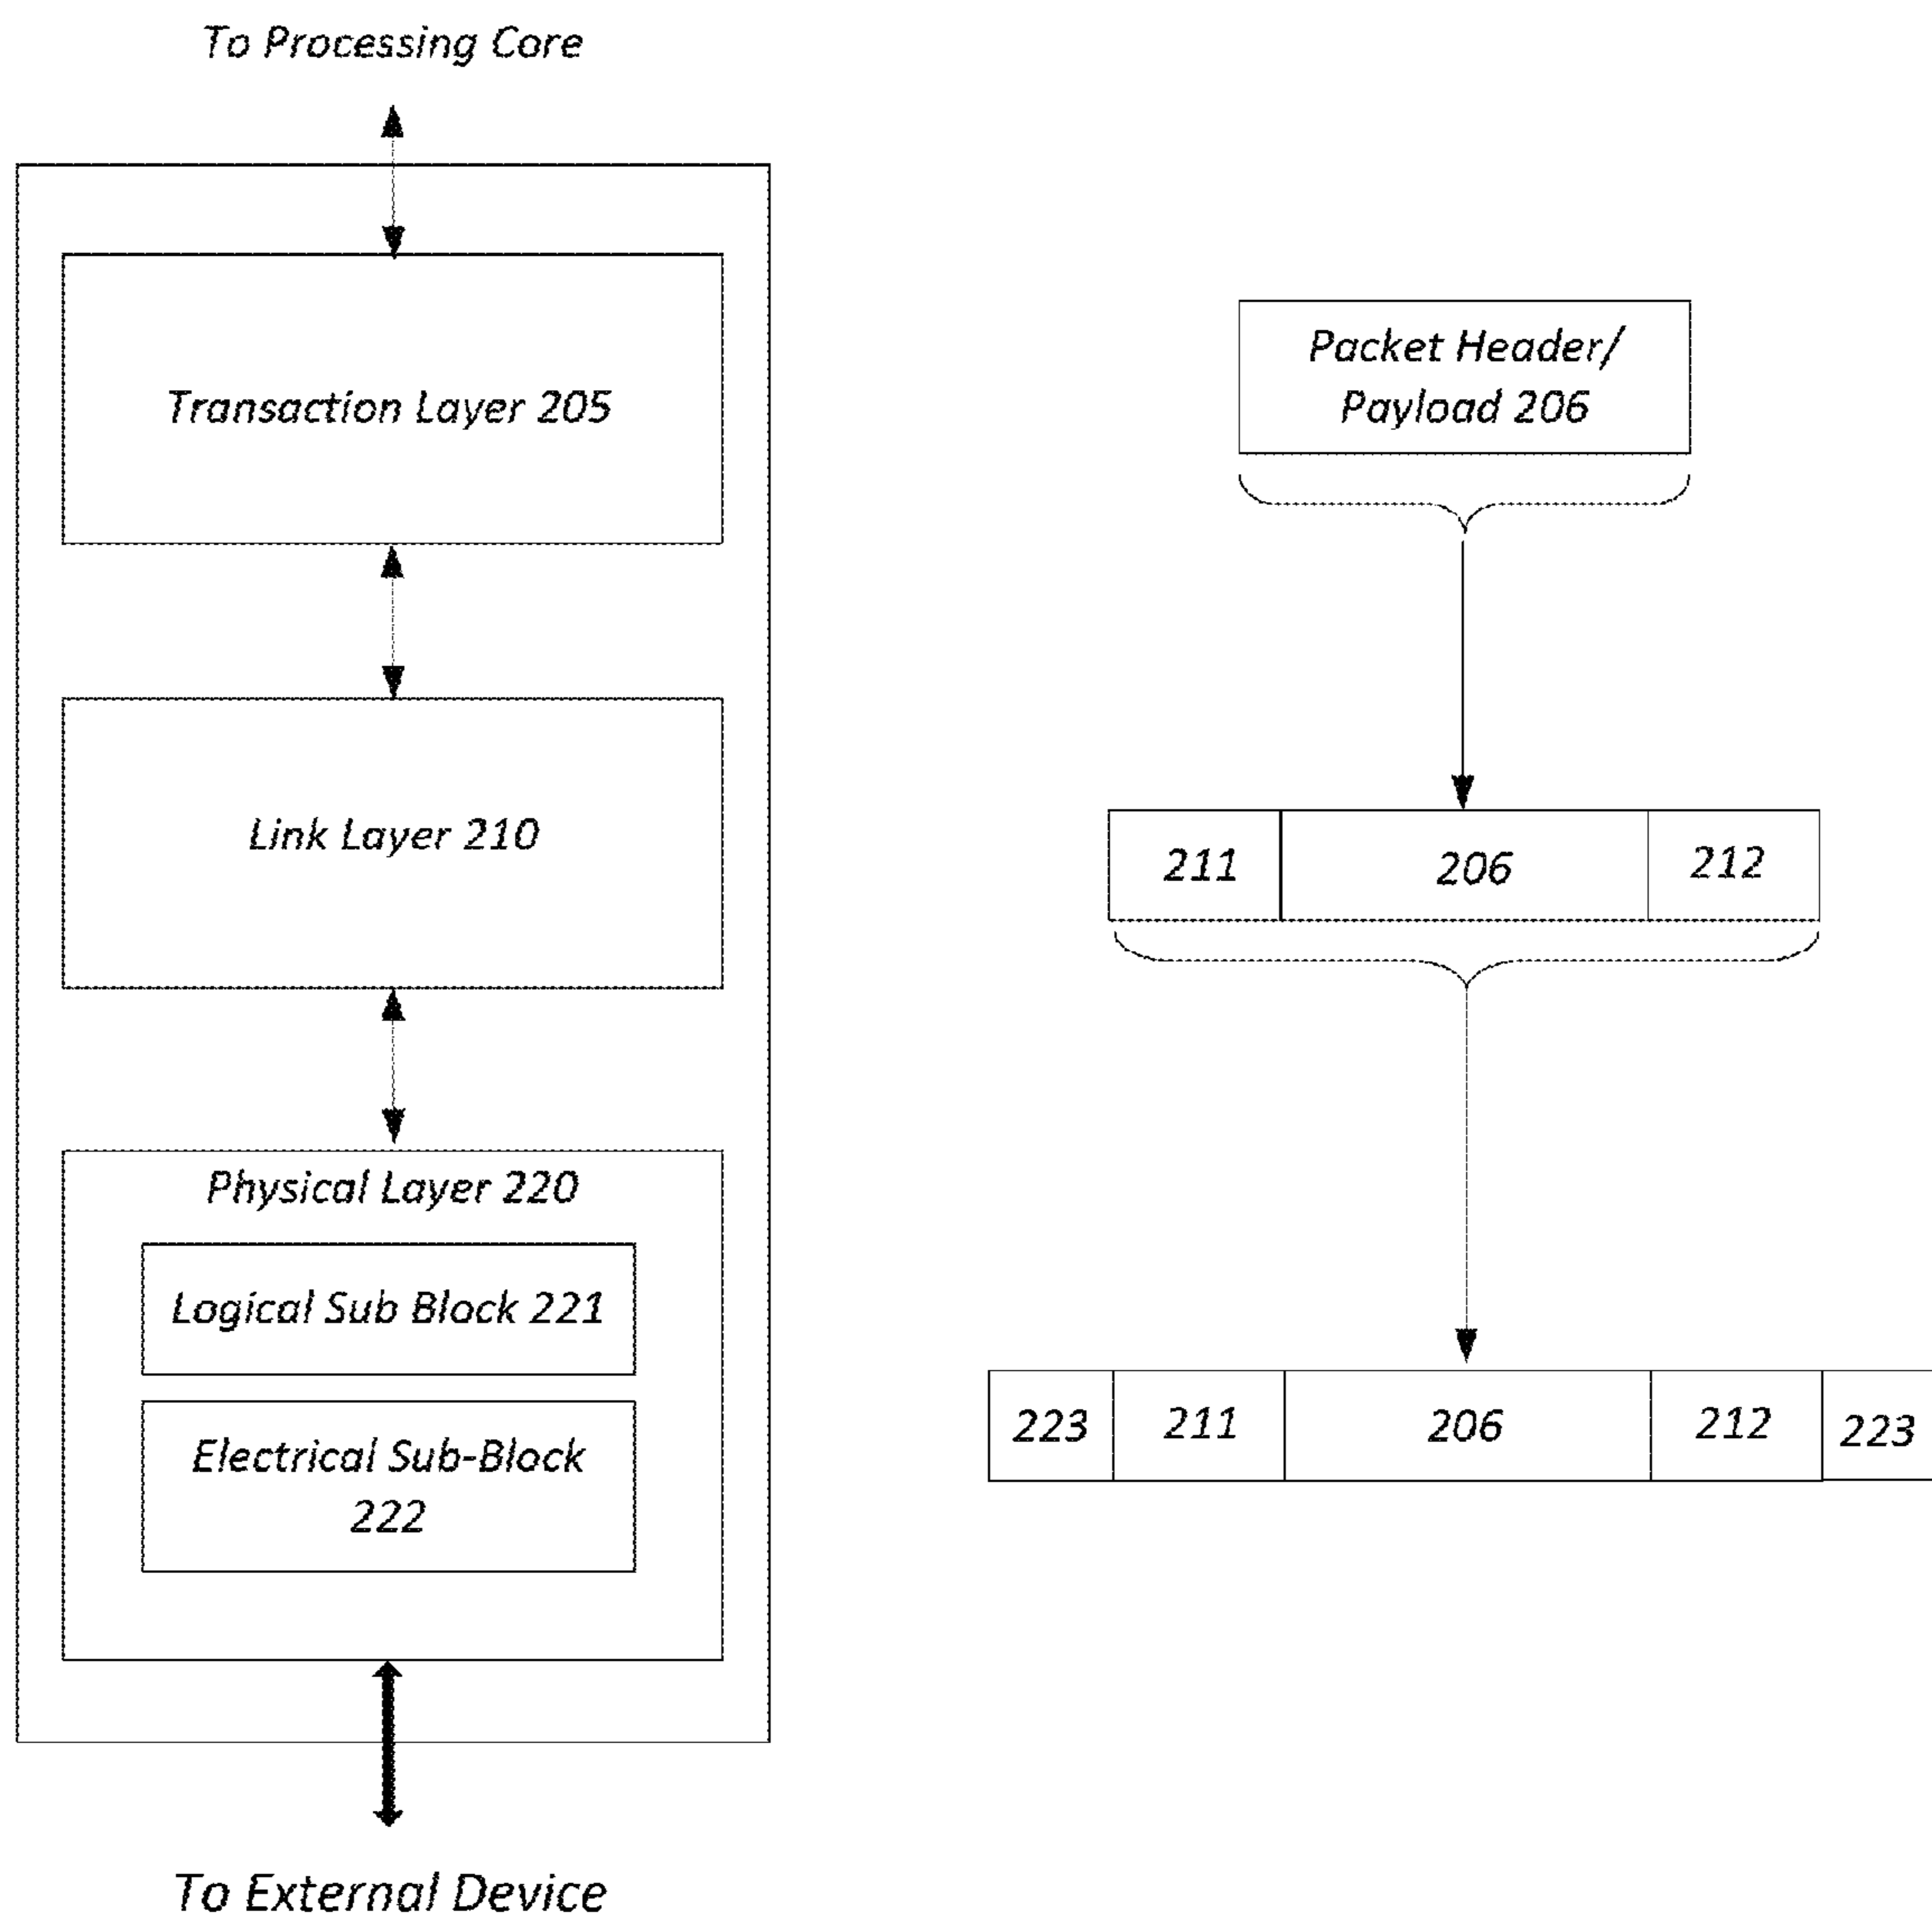 To Processing Core
Transaction Layer 205
Link Layer 210
Physical Layer 220
Logical Sub Block 221
Electrical Sub-Block
222
To External Device
Packet Header/
Payload 206
211 206 212
223 211 206 212 223